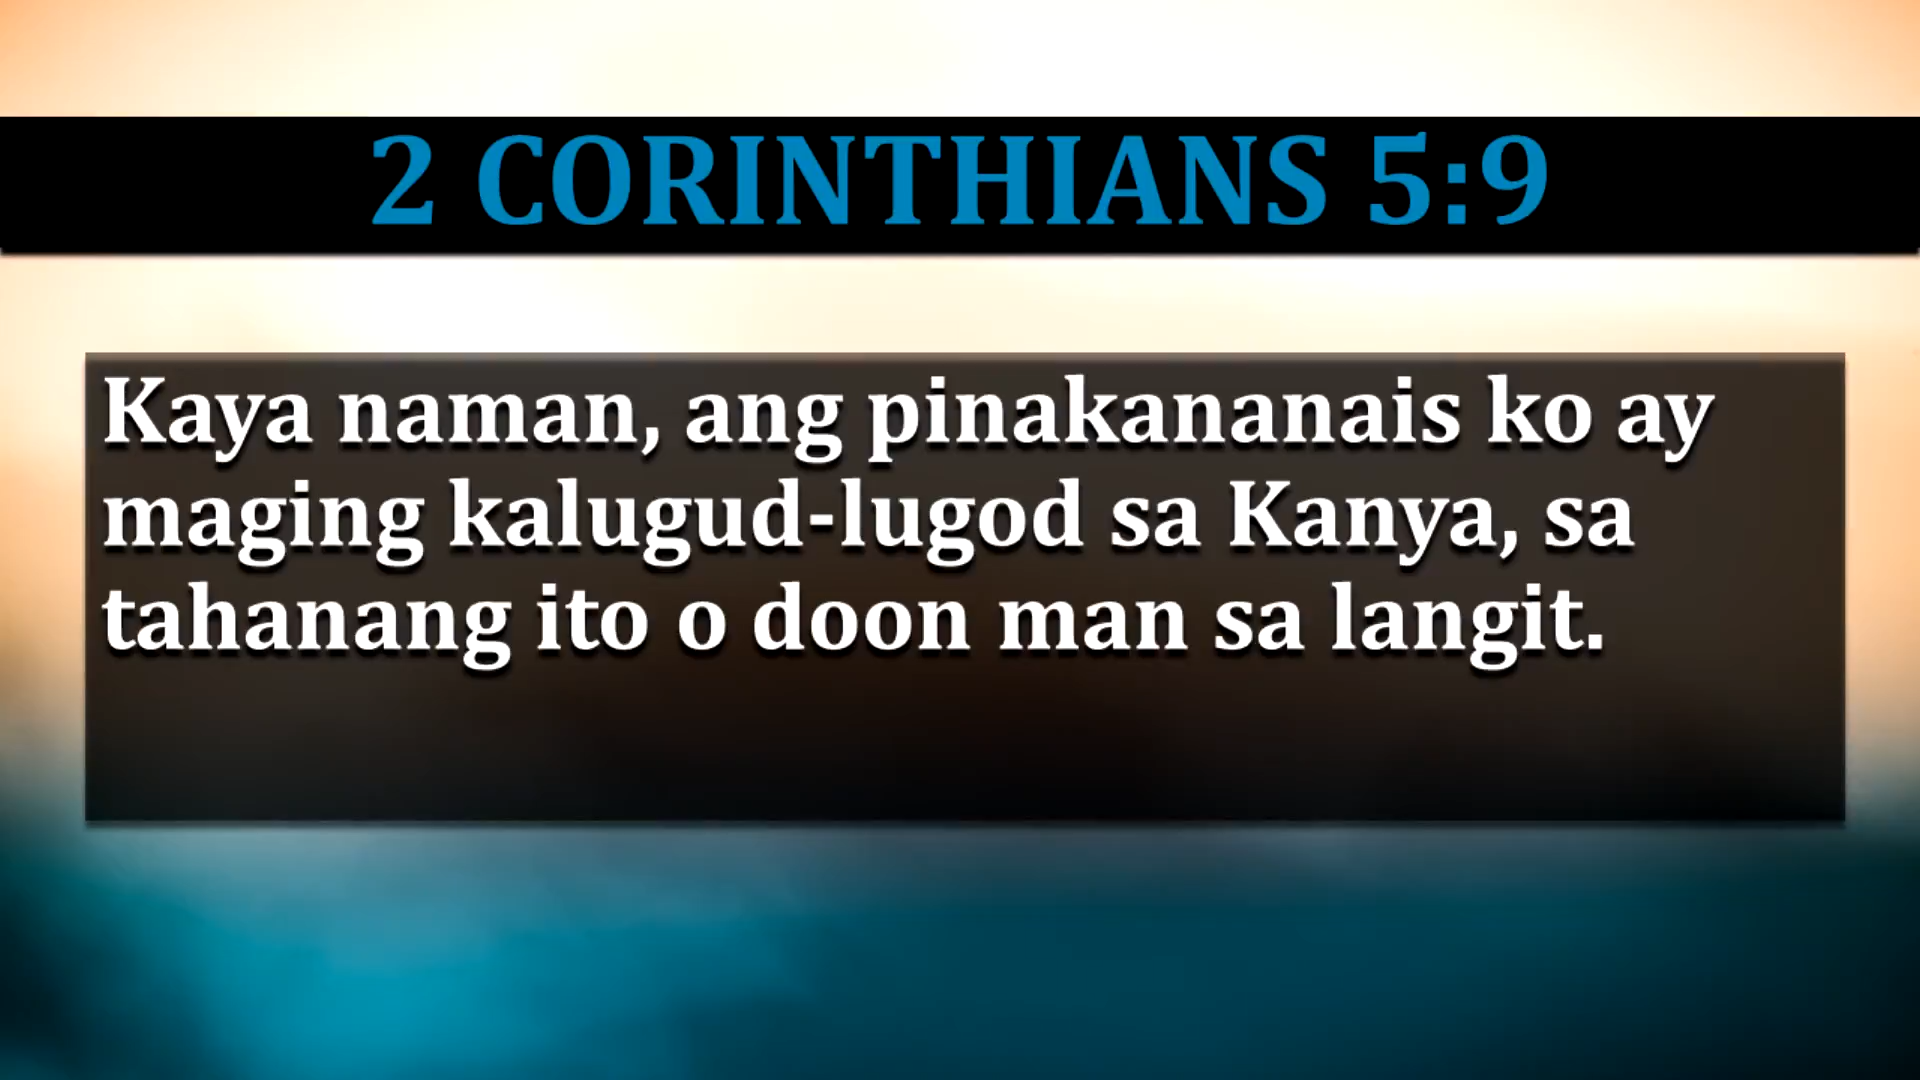 2 CORINTHIANS 5:9
Kaya naman, ang pinakananais ko ay
maging kalugud-lugod sa Kanya, sa
tahanang ito o doon man sa langit.